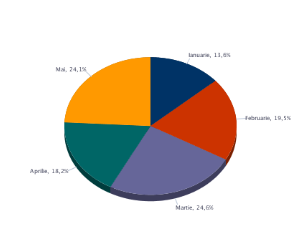 Ianuarie, 13,6%
Mai, 24,1%
Februarie, 19,5%
Aprilie, 18,2%
Martie, 24,6%